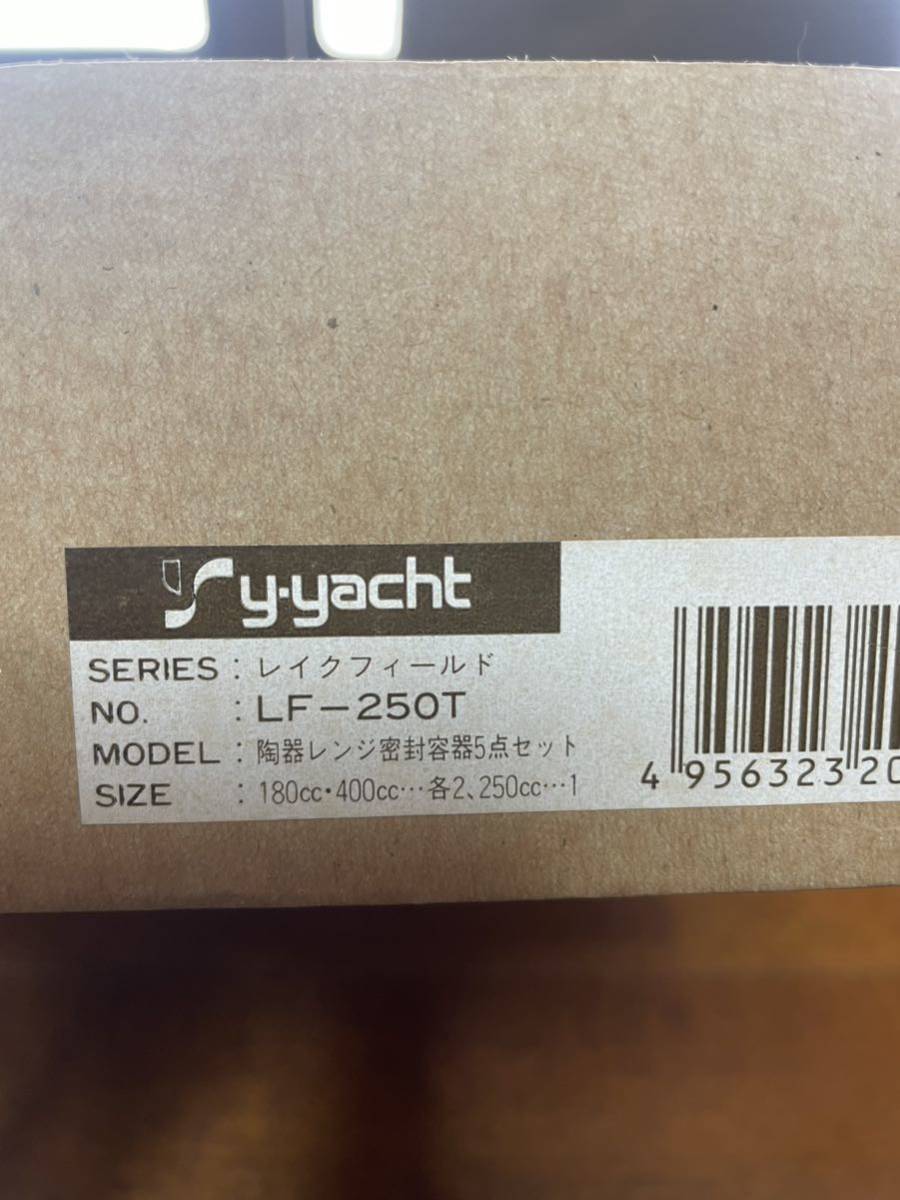 y-yacht
SERIES : レイクフィールド
NO. : LF-250T
MODEL : 陶器レンジ密封容器5点セット
SIZE : 180cc・400cc…各2、250cc…1
4 956323 20